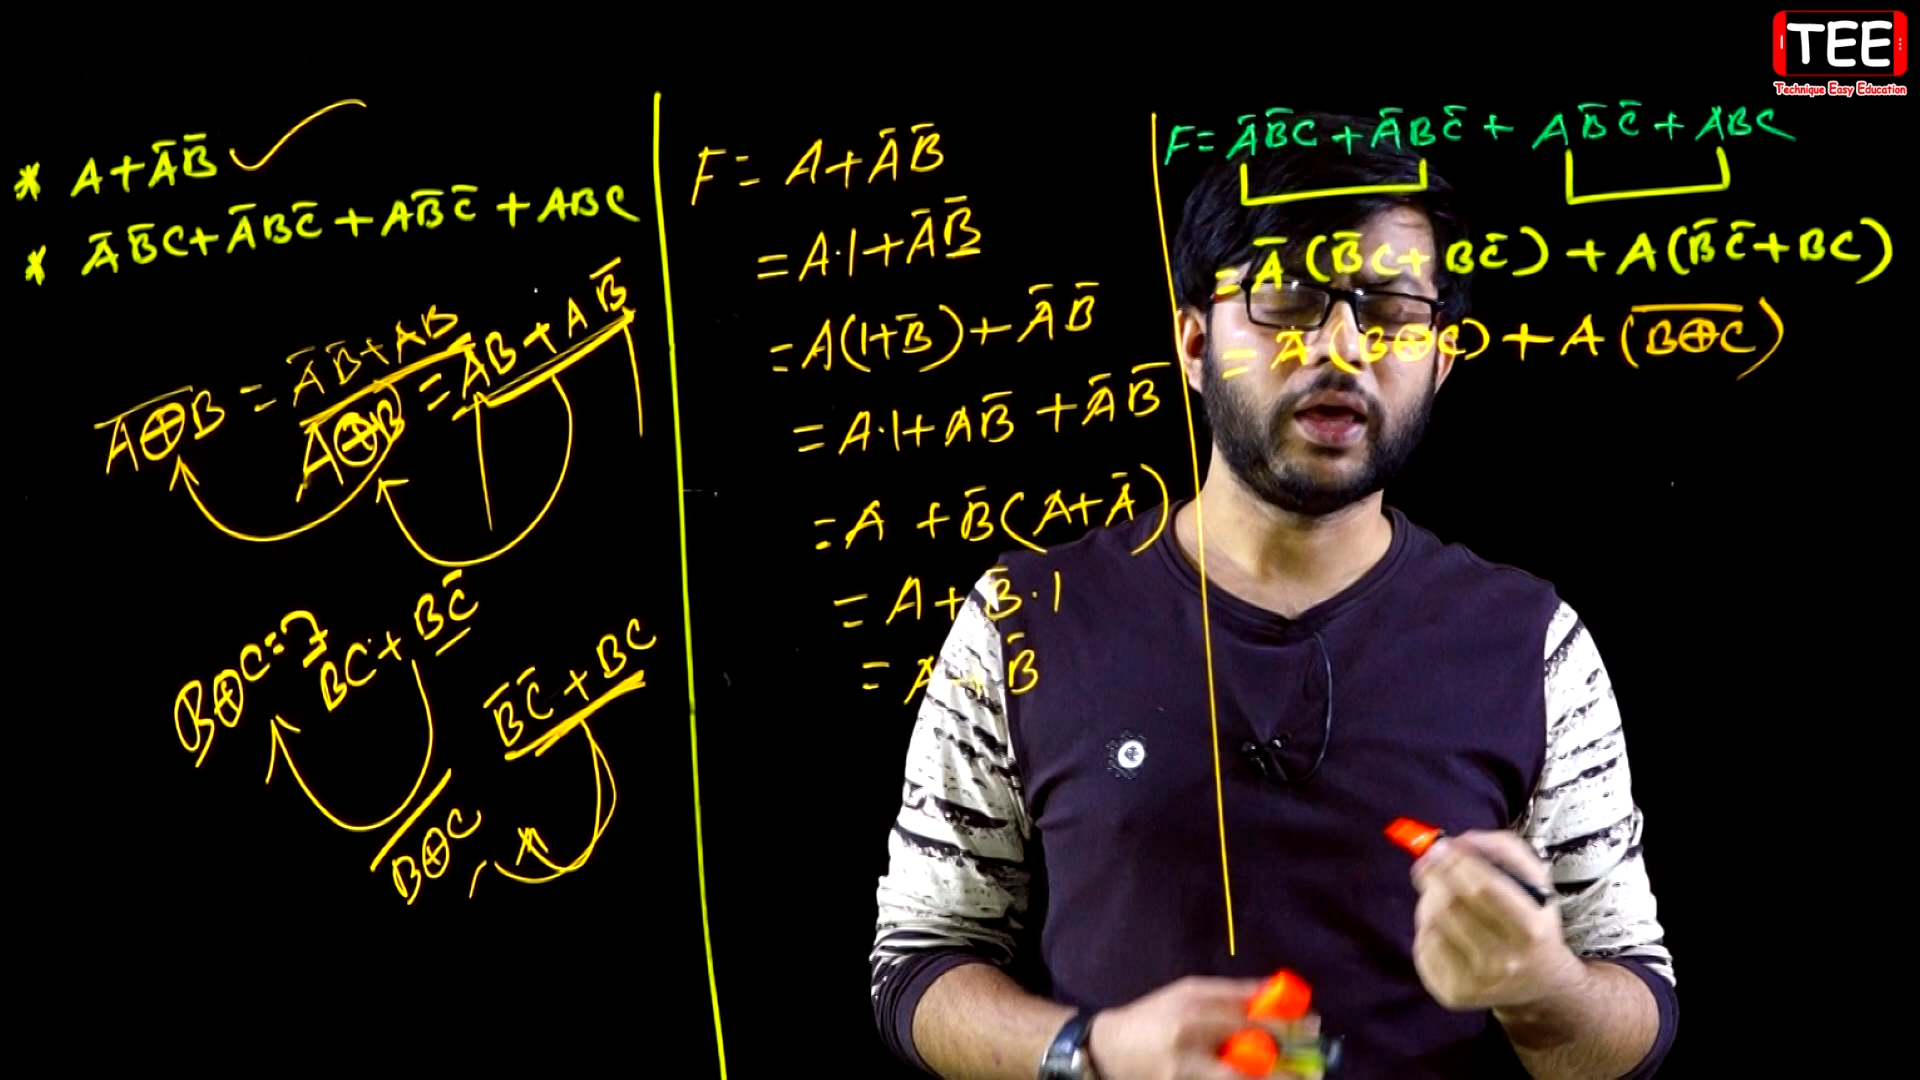 TEE
Technique Easy Education
* A+ĀB̄
* ĀB̄C+ĀBC̄+AB̄C̄+ABC
A⊕B = ĀB+AB̄
A̅⊕̅B̅ = ĀB̄+AB
B⊕C=?
B̄C+BC̄
B̄C̄+BC
B̅⊕̅C̅
F= A+ĀB̄
=A·1+ĀB̄
=A(1+B̄)+ĀB̄
=A·1+AB̄+ĀB̄
=A+B̄(A+Ā)
=A+B̄·1
=A+B̄
F=ĀB̄C+ĀBC̄+AB̄C̄+ABC
=Ā(B̄C+BC̄)+A(B̄C̄+BC)
=Ā(B⊕C)+A(B̅⊕̅C̅)